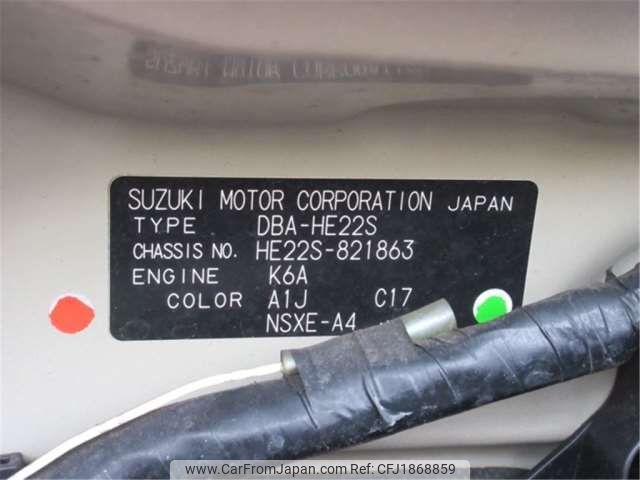 SUZUKI MOTOR CORPORATION JAPAN
TYPE DBA-HE22S
CHASSIS NO. HE22S-821863
ENGINE K6A
COLOR A1J C17
NSXE-A4
www.CarFromJapan.com Ref No: CFJ1868859